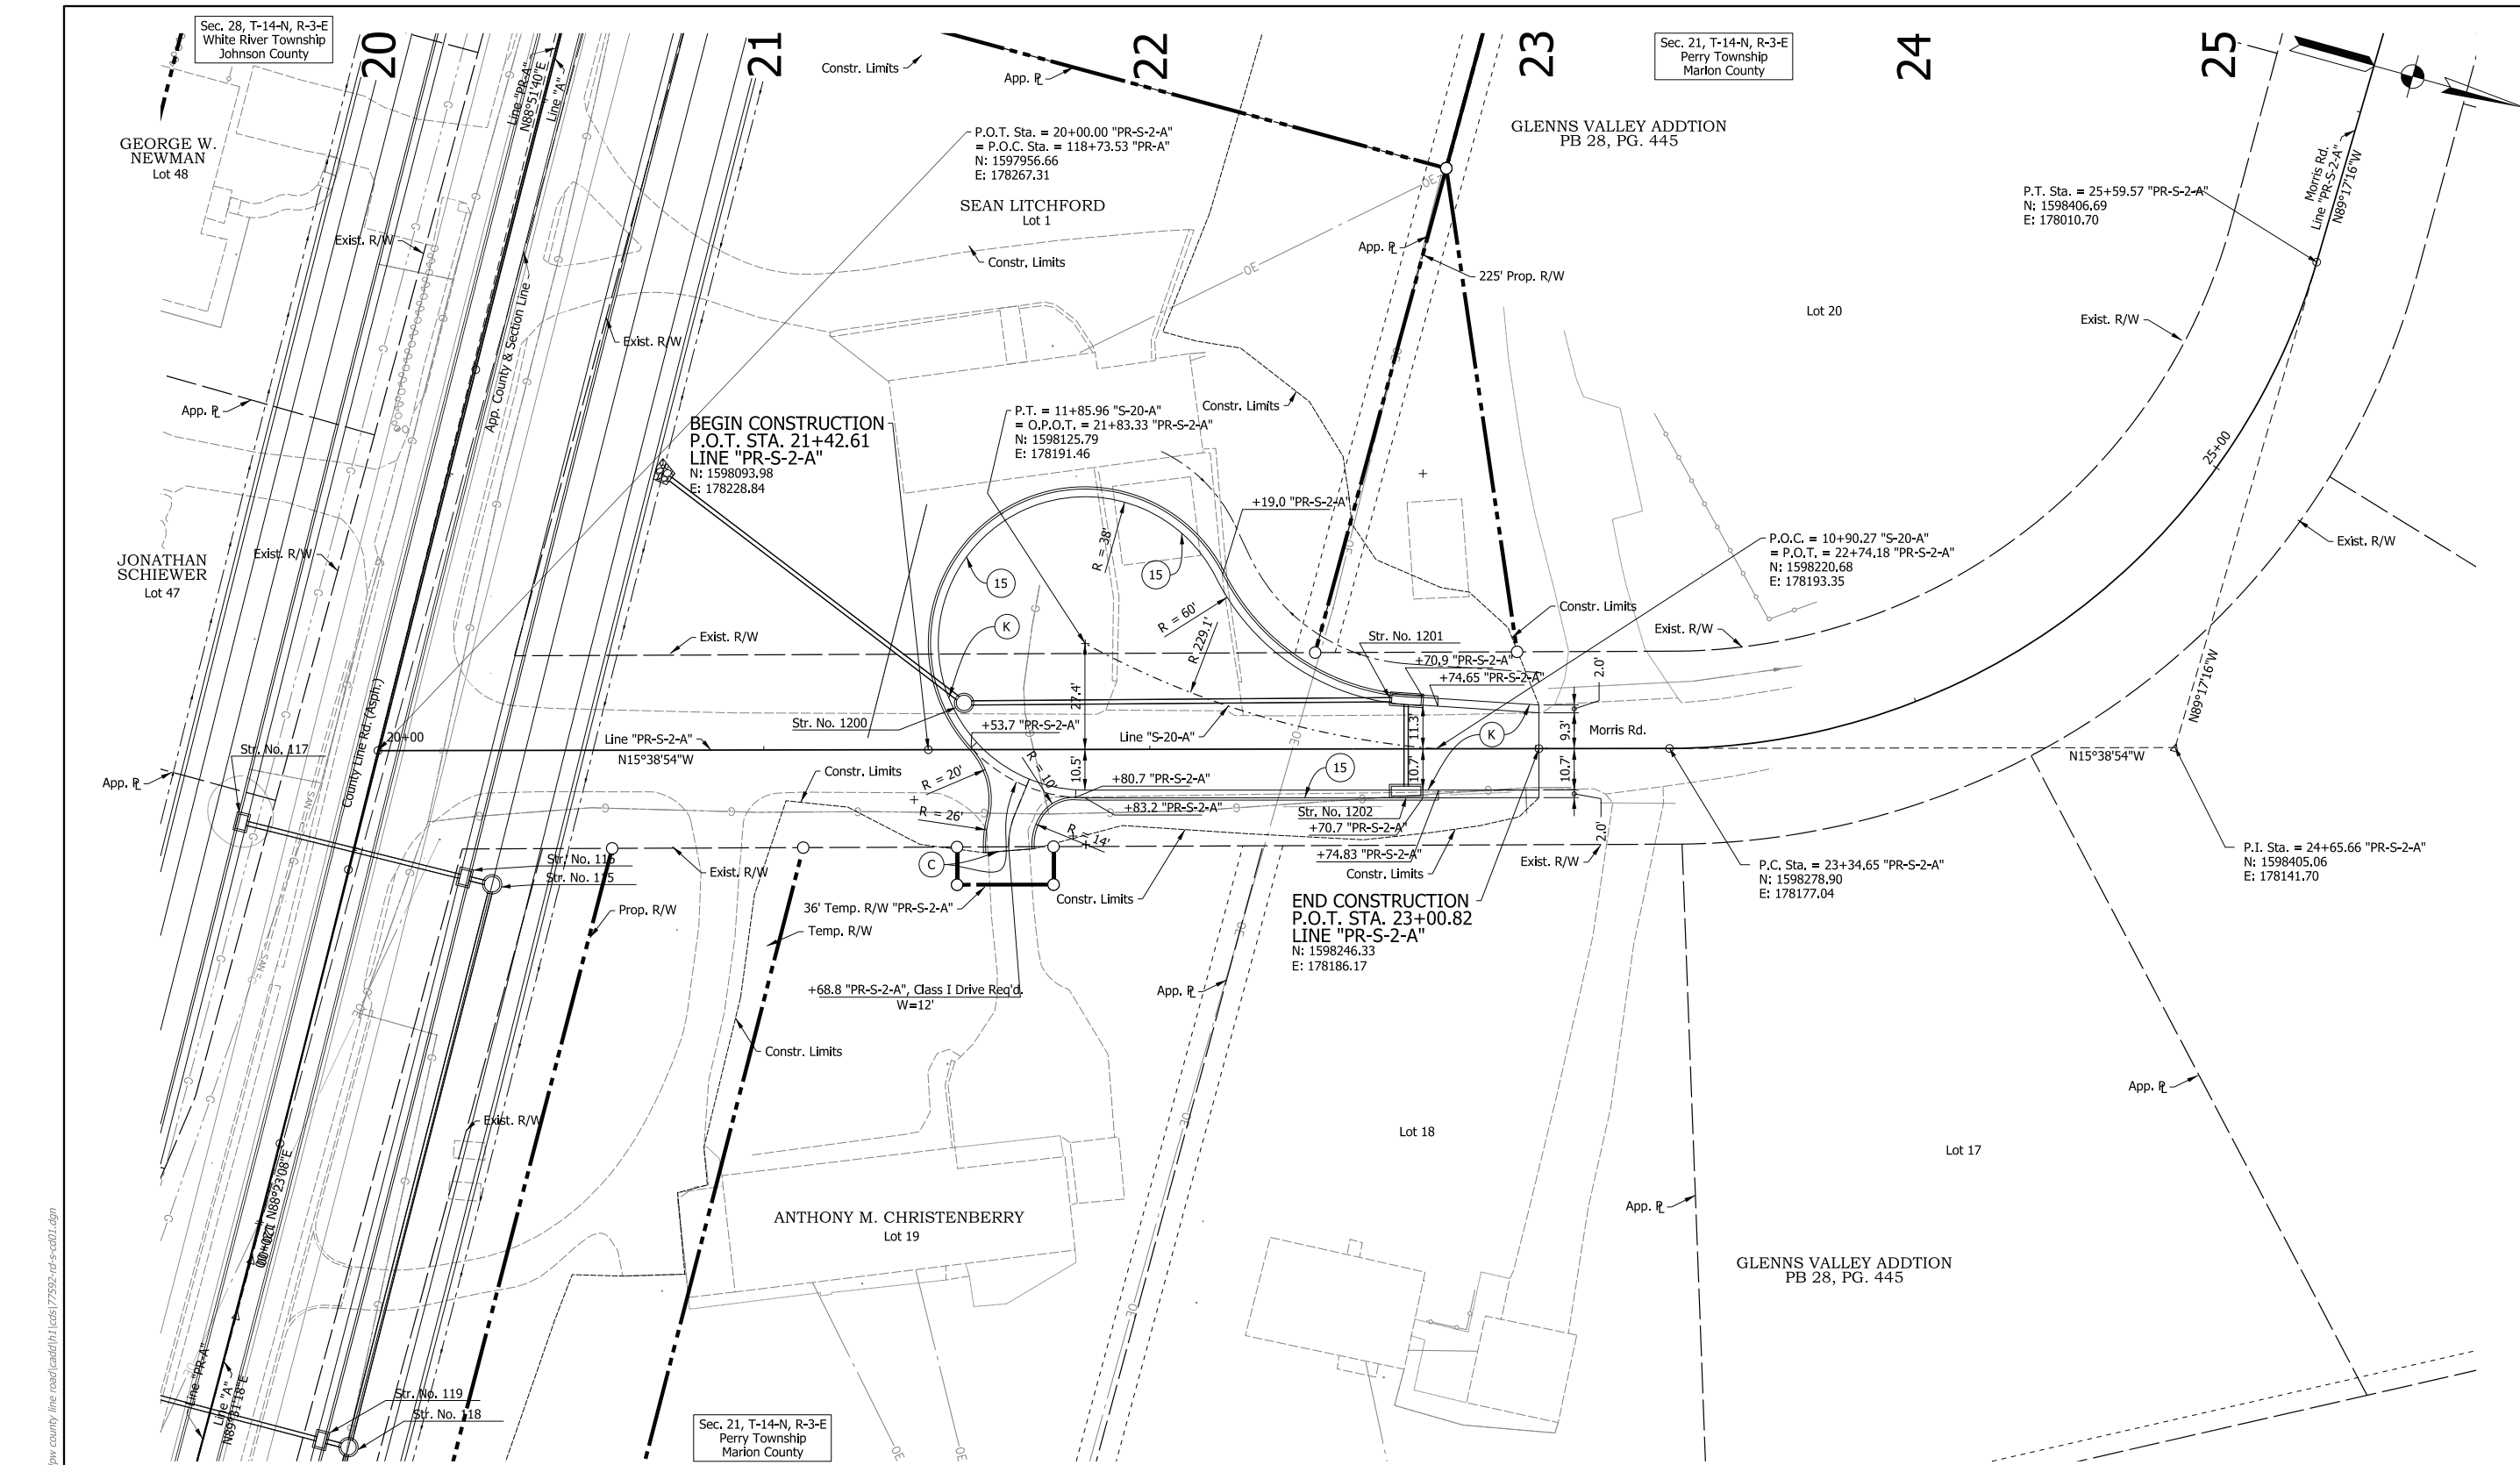 Sec. 28, T-14-N, R-3-E
White River Township
Johnson County
20
21
22
23
24
25
Sec. 21, T-14-N, R-3-E
Perry Township
Marion County
Line "PR-A"
N88°51'40"E
Line "A"
Constr. Limits
App. PL
GEORGE W.
NEWMAN
Lot 48
P.O.T. Sta. = 20+00.00 "PR-S-2-A"
= P.O.C. Sta. = 118+73.53 "PR-A"
N: 1597956.66
E: 178267.31
SEAN LITCHFORD
Lot 1
GLENNS VALLEY ADDTION
PB 28, PG. 445
Morris Rd.
Line "PR-S-2-A"
N89°17'16"W
P.T. Sta. = 25+59.57 "PR-S-2-A"
N: 1598406.69
E: 178010.70
Exist. R/W
Constr. Limits
App. PL
225' Prop. R/W
Lot 20
Exist. R/W
Exist. R/W
App. County & Section Line
App. PL
BEGIN CONSTRUCTION
P.O.T. STA. 21+42.61
LINE "PR-S-2-A"
N: 1598093.98
E: 178228.84
P.T. = 11+85.96 "S-20-A"
= O.P.O.T. = 21+83.33 "PR-S-2-A"
N: 1598125.79
E: 178191.46
Constr. Limits
25+00
+19.0 "PR-S-2-A"
JONATHAN
SCHIEWER
Lot 47
Exist. R/W
R = 38'
15
15
P.O.C. = 10+90.27 "S-20-A"
= P.O.T. = 22+74.18 "PR-S-2-A"
N: 1598220.68
E: 178193.35
Exist. R/W
Constr. Limits
Exist. R/W
K
R = 60'
R 229.1'
Exist. R/W
Str. No. 1201
+70.9 "PR-S-2-A"
+74.65 "PR-S-2-A"
2.0'
N89°17'16"W
County Line Rd. (Asph.)
Str. No. 117
20+00
Line "PR-S-2-A"
N15°38'54"W
Str. No. 1200
+53.7 "PR-S-2-A"
27.4'
Line "S-20-A"
11.3'
K
9.3'
Morris Rd.
N15°38'54"W
App. PL
Constr. Limits
R = 20'
R = 10'
10.5'
+80.7 "PR-S-2-A"
15
10.7'
10.7'
+83.2 "PR-S-2-A"
R = 26'
R = 14'
Str. No. 1202
+70.7 "PR-S-2-A"
2.0'
Str. No. 116
Str. No. 115
Exist. R/W
C
+74.83 "PR-S-2-A"
Constr. Limits
Exist. R/W
P.C. Sta. = 23+34.65 "PR-S-2-A"
N: 1598278.90
E: 178177.04
P.I. Sta. = 24+65.66 "PR-S-2-A"
N: 1598405.06
E: 178141.70
Prop. R/W
36' Temp. R/W "PR-S-2-A"
Temp. R/W
Constr. Limits
END CONSTRUCTION
P.O.T. STA. 23+00.82
LINE "PR-S-2-A"
N: 1598246.33
E: 178186.17
+68.8 "PR-S-2-A", Class I Drive Req'd.
W=12'
App. PL
Constr. Limits
App. PL
Exist. R/W
Lot 18
Lot 17
N88°23'08"E
App. PL
ANTHONY M. CHRISTENBERRY
Lot 19
GLENNS VALLEY ADDTION
PB 28, PG. 445
Line "PR-A"
Line "A"
N89°31'18"E
Str. No. 119
Str. No. 118
Sec. 21, T-14-N, R-3-E
Perry Township
Marion County